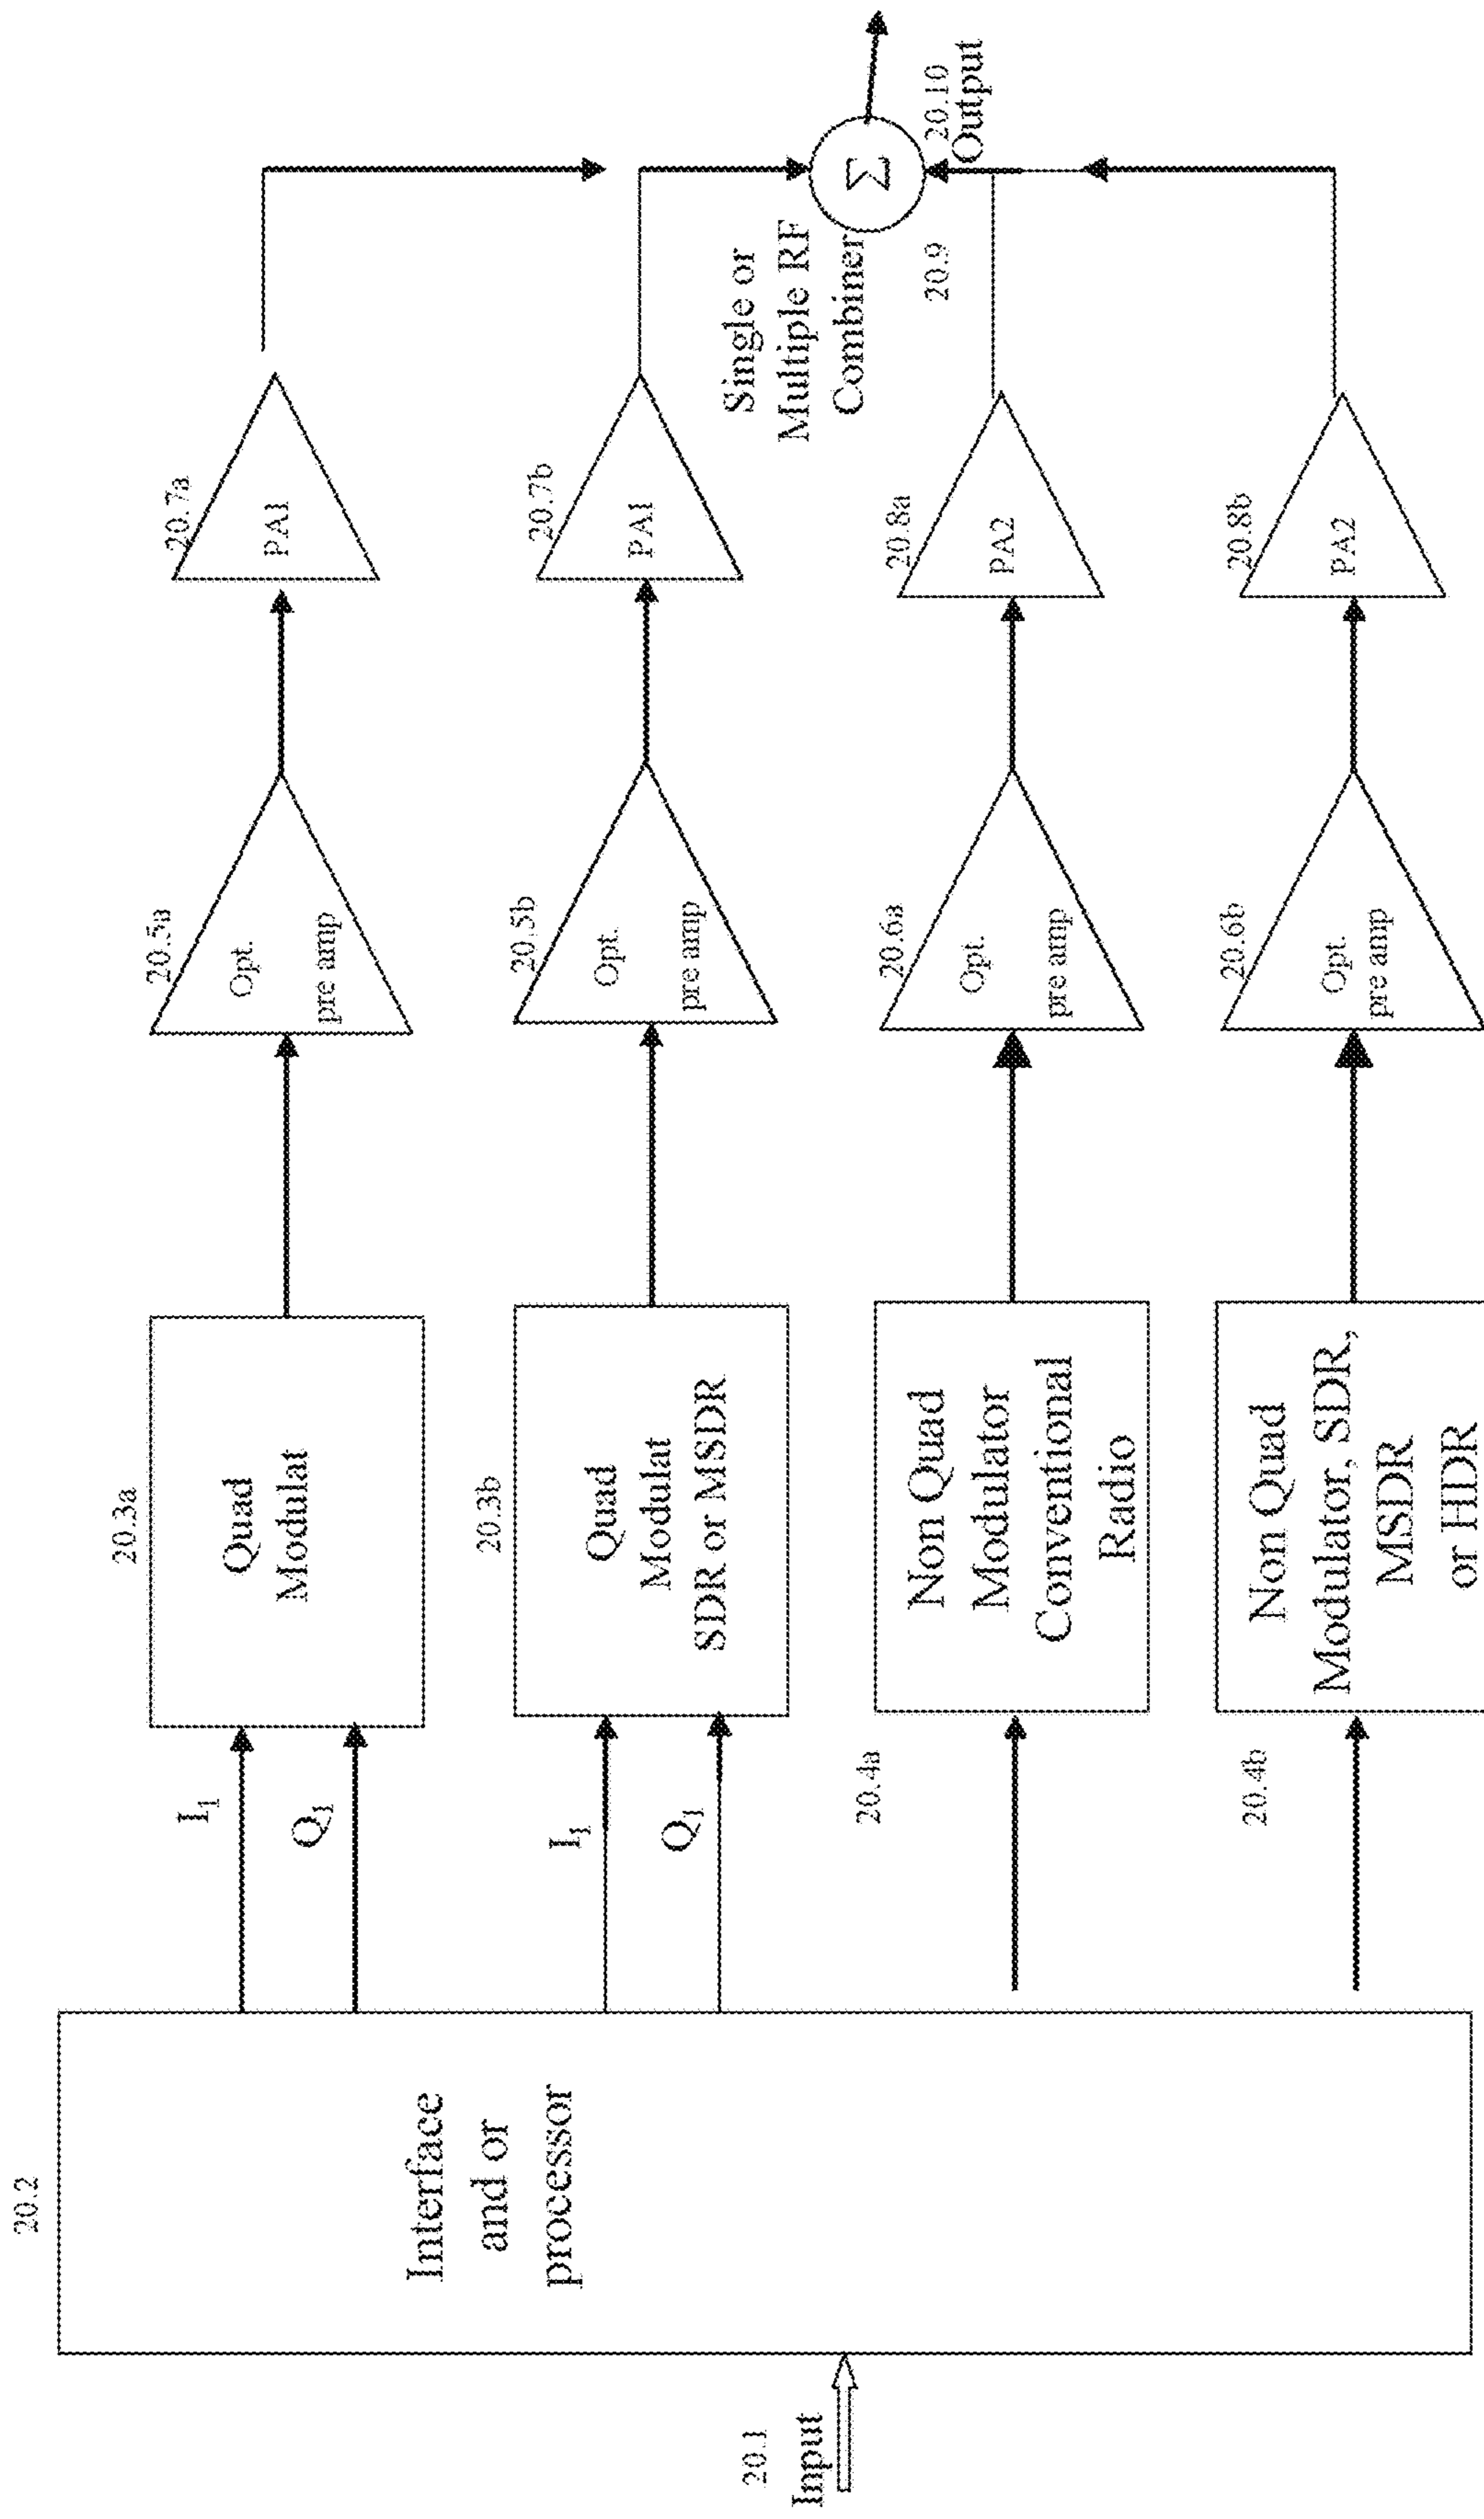 20.1
Input
20.2
Interface
and or
processor
I1
Q1
20.3a
Quad
Modulat
20.5a
Opt.
pre amp
20.7a
PA1
I1
Q1
20.3b
Quad
Modulat
SDR or MSDR
20.5b
Opt.
pre amp
20.7b
PA1
Single or
Multiple RF
Combiner
Σ
20.9
20.10
Output
20.4a
Non Quad
Modulator
Conventional
Radio
20.6a
Opt.
pre amp
20.8a
PA2
20.4b
Non Quad
Modulator, SDR,
MSDR
or HDR
20.6b
Opt.
pre amp
20.8b
PA2